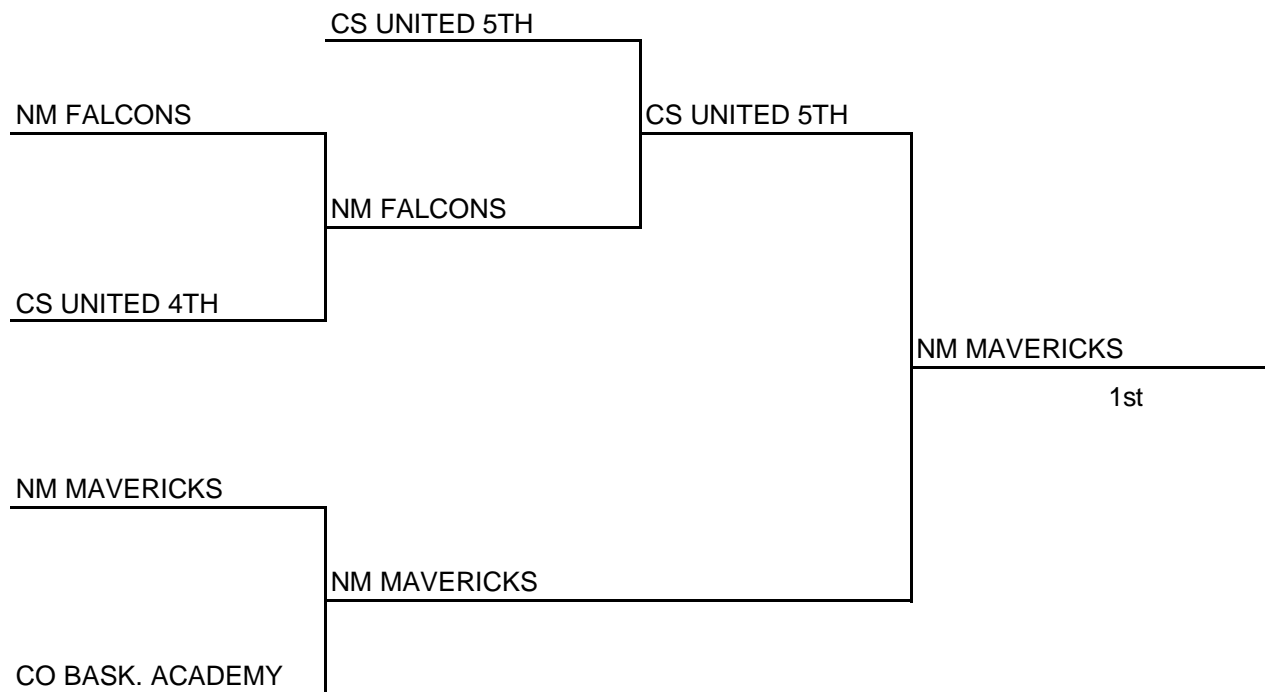 CS UNITED 5TH
NM FALCONS
CS UNITED 5TH
NM FALCONS
CS UNITED 4TH
NM MAVERICKS
1st
NM MAVERICKS
NM MAVERICKS
CO BASK. ACADEMY